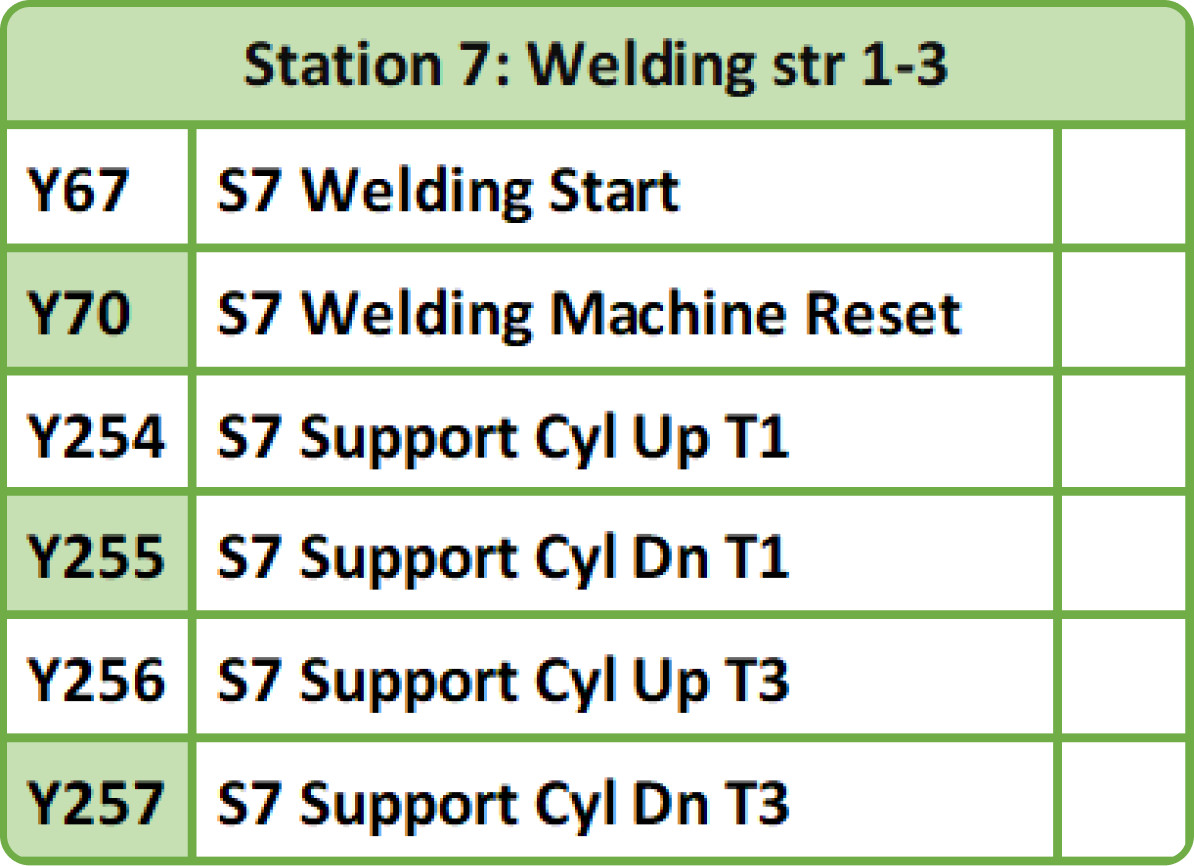 Station 7: Welding str 1-3
Y67 S7 Welding Start
Y70 S7 Welding Machine Reset
Y254 S7 Support Cyl Up T1
Y255 S7 Support Cyl Dn T1
Y256 S7 Support Cyl Up T3
Y257 S7 Support Cyl Dn T3